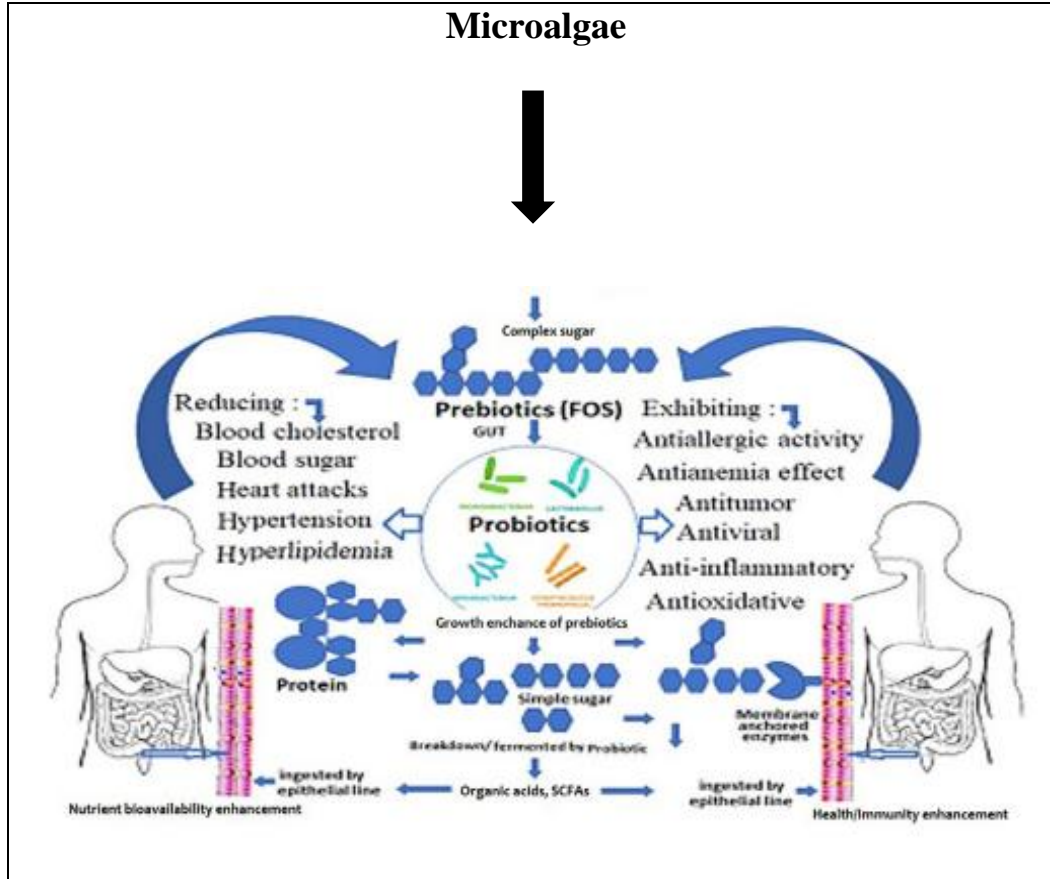 Microalgae
Complex sugar
Prebiotics (FOS)
GUT
Reducing :
Blood cholesterol
Blood sugar
Heart attacks
Hypertension
Hyperlipidemia
Exhibiting :
Antiallergic activity
Antianemia effect
Antitumor
Antiviral
Anti-inflammatory
Antioxidative
Probiotics
Growth enchance of prebiotics
Protein
Simple sugar
Membrane
anchored
enzymes
Breakdown/ fermented by Probiotic
ingested by
epithelial line
Organic acids, SCFAs
ingested by
epithelial line
Nutrient bioavailability enhancement
Health/Immunity enhancement